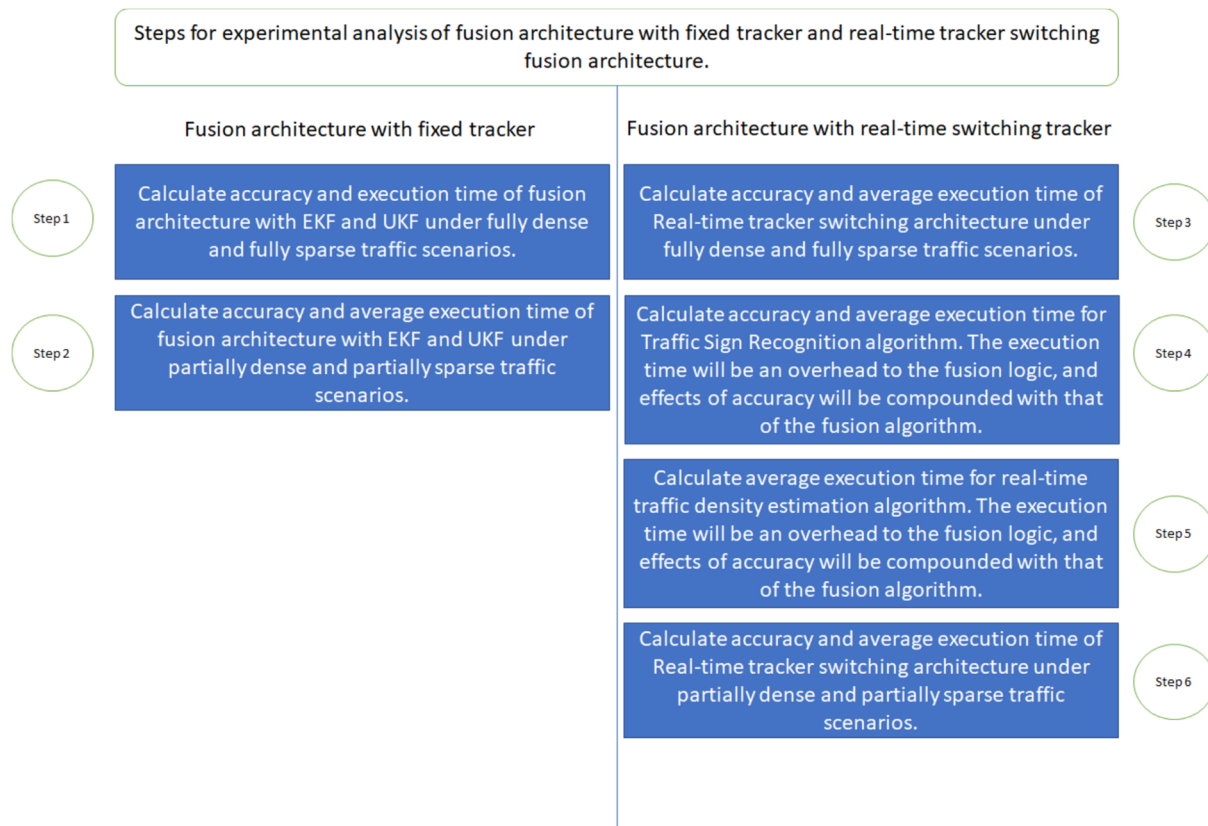 Steps for experimental analysis of fusion architecture with fixed tracker and real-time tracker switching
fusion architecture.
Fusion architecture with fixed tracker
Step 1
Calculate accuracy and execution time of fusion
architecture with EKF and UKF under fully dense
and fully sparse traffic scenarios.
Step 2
Calculate accuracy and average execution time of
fusion architecture with EKF and UKF under
partially dense and partially sparse traffic
scenarios.
Fusion architecture with real-time switching tracker
Calculate accuracy and average execution time of
Real-time tracker switching architecture under
fully dense and fully sparse traffic scenarios.
Step 3
Calculate accuracy and average execution time for
Traffic Sign Recognition algorithm. The execution
time will be an overhead to the fusion logic, and
effects of accuracy will be compounded with that
of the fusion algorithm.
Step 4
Calculate average execution time for real-time
traffic density estimation algorithm. The execution
time will be an overhead to the fusion logic, and
effects of accuracy will be compounded with that
of the fusion algorithm.
Step 5
Calculate accuracy and average execution time of
Real-time tracker switching architecture under
partially dense and partially sparse traffic
scenarios.
Step 6